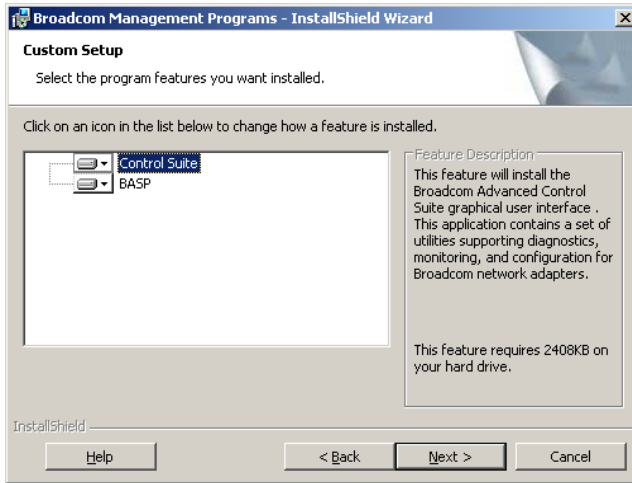 Broadcom Management Programs - InstallShield Wizard
Custom Setup
Select the program features you want installed.
Click on an icon in the list below to change how a feature is installed.
Control Suite
BASP
Feature Description
This feature will install the
Broadcom Advanced Control
Suite graphical user interface .
This application contains a set of
utilities supporting diagnostics,
monitoring, and configuration for
Broadcom network adapters.
This feature requires 2408KB on
your hard drive.
InstallShield
Help
< Back
Next >
Cancel